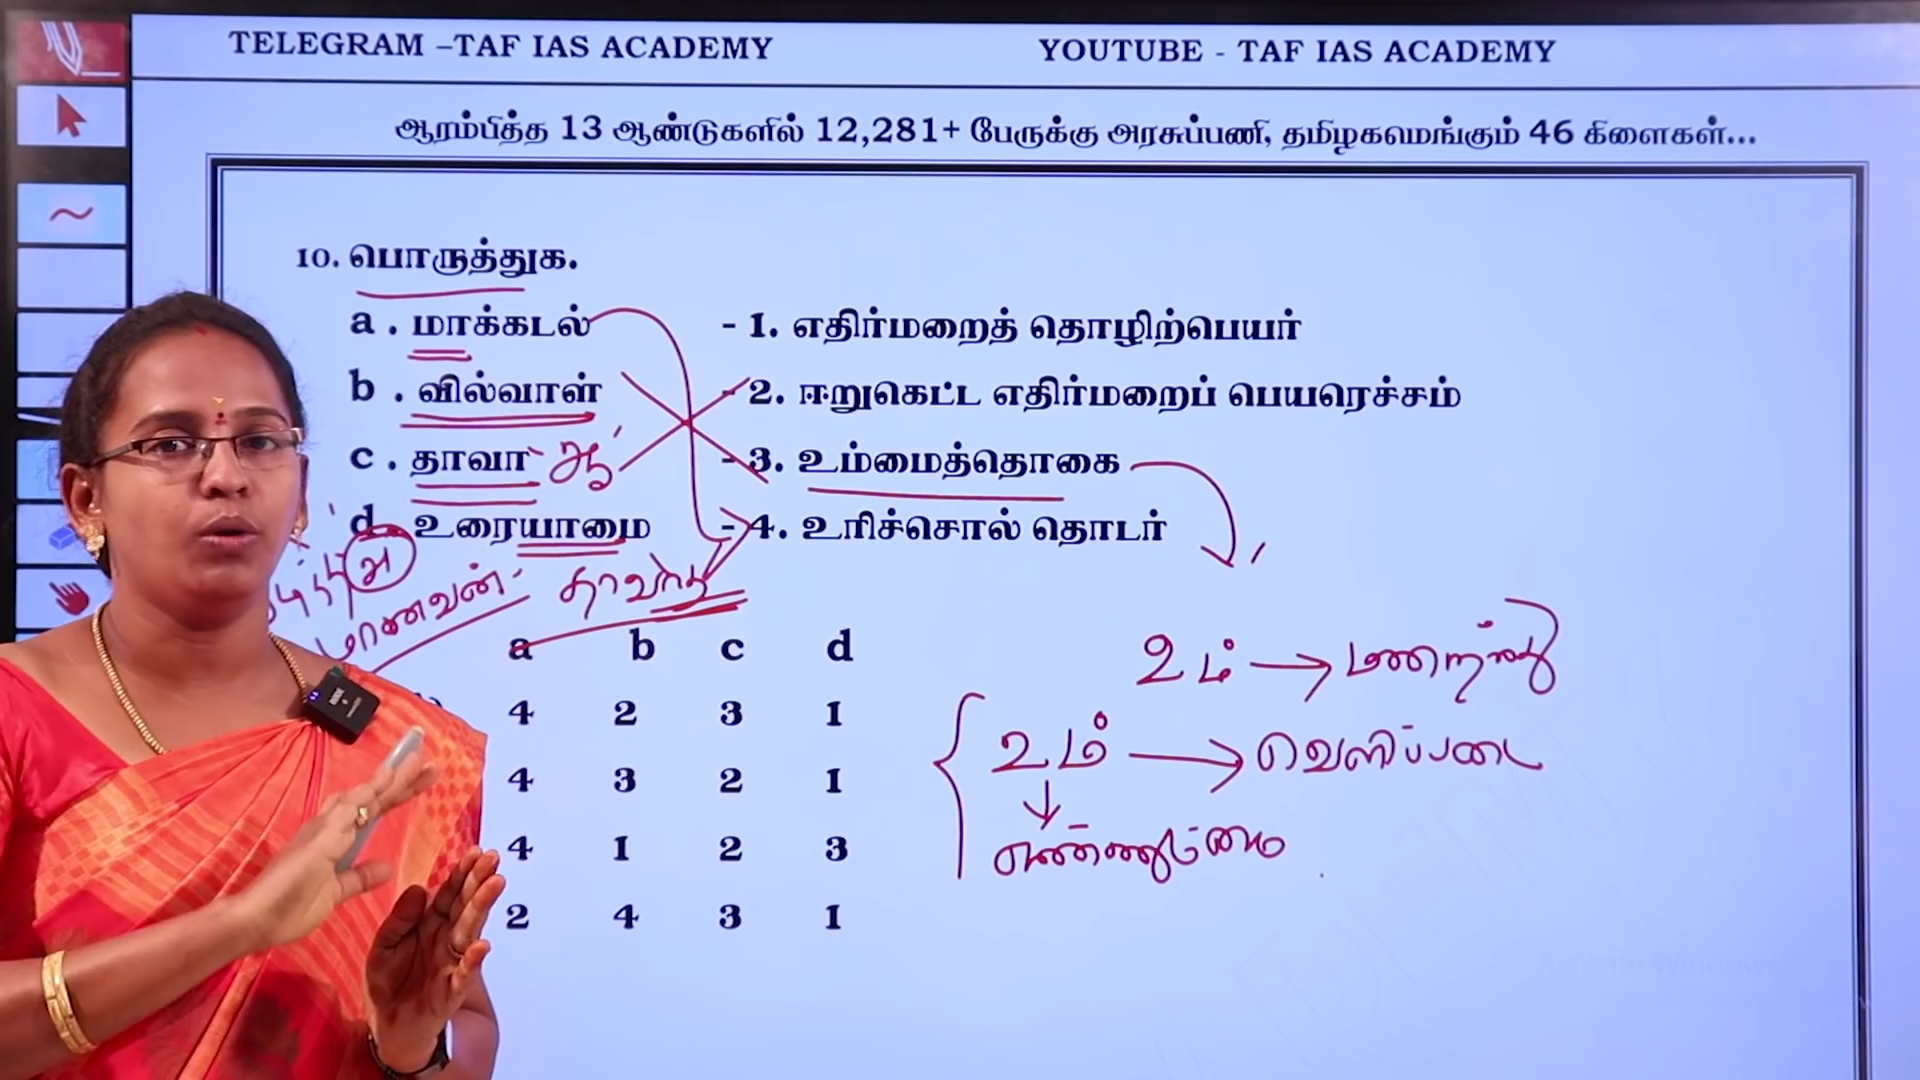 TELEGRAM –TAF IAS ACADEMY YOUTUBE - TAF IAS ACADEMY
ஆரம்பித்த 13 ஆண்டுகளில் 12,281+ பேருக்கு அரசுப்பணி, தமிழகமெங்கும் 46 கிளைகள்...
10. பொருத்துக.
a . மாக்கடல் - 1. எதிர்மறைத் தொழிற்பெயர்
b . வில்வாள் - 2. ஈறுகெட்ட எதிர்மறைப் பெயரெச்சம்
c . தாவா ஆ - 3. உம்மைத்தொகை
d . உரையாமை - 4. உரிச்சொல் தொடர்
மாணவன் தாவாத
a b c d
4 2 3 1
4 3 2 1
4 1 2 3
2 4 3 1
உம் → மறைந்து
உம் → வெளிப்படை
எண்ணும்மை